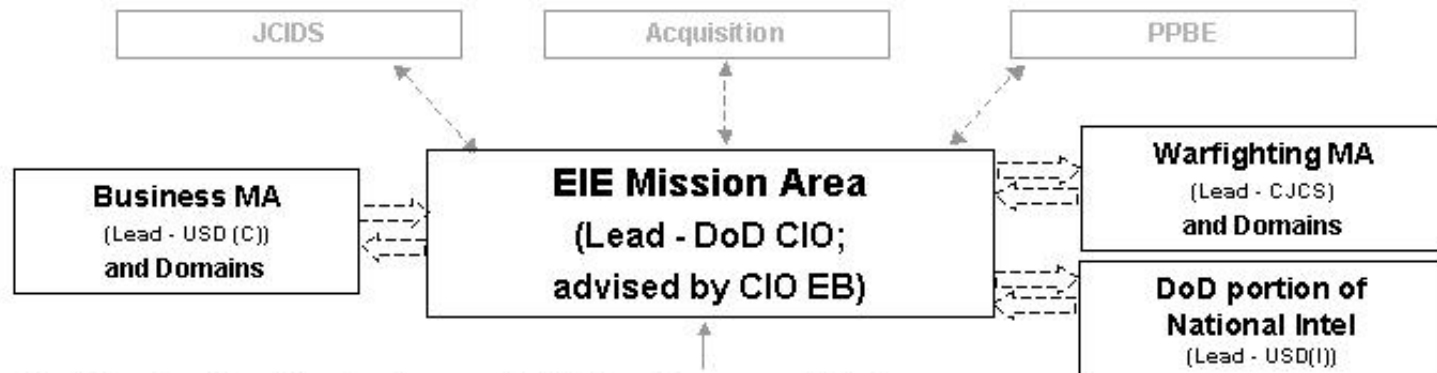 JCIDS
Acquisition
PPBE
Business MA
(Lead - USD (C))
and Domains
EIE Mission Area
(Lead - DoD CIO;
advised by CIO EB)
Warfighting MA
(Lead - CJCS)
and Domains
DoD portion of
National Intel
(Lead - USD(I))